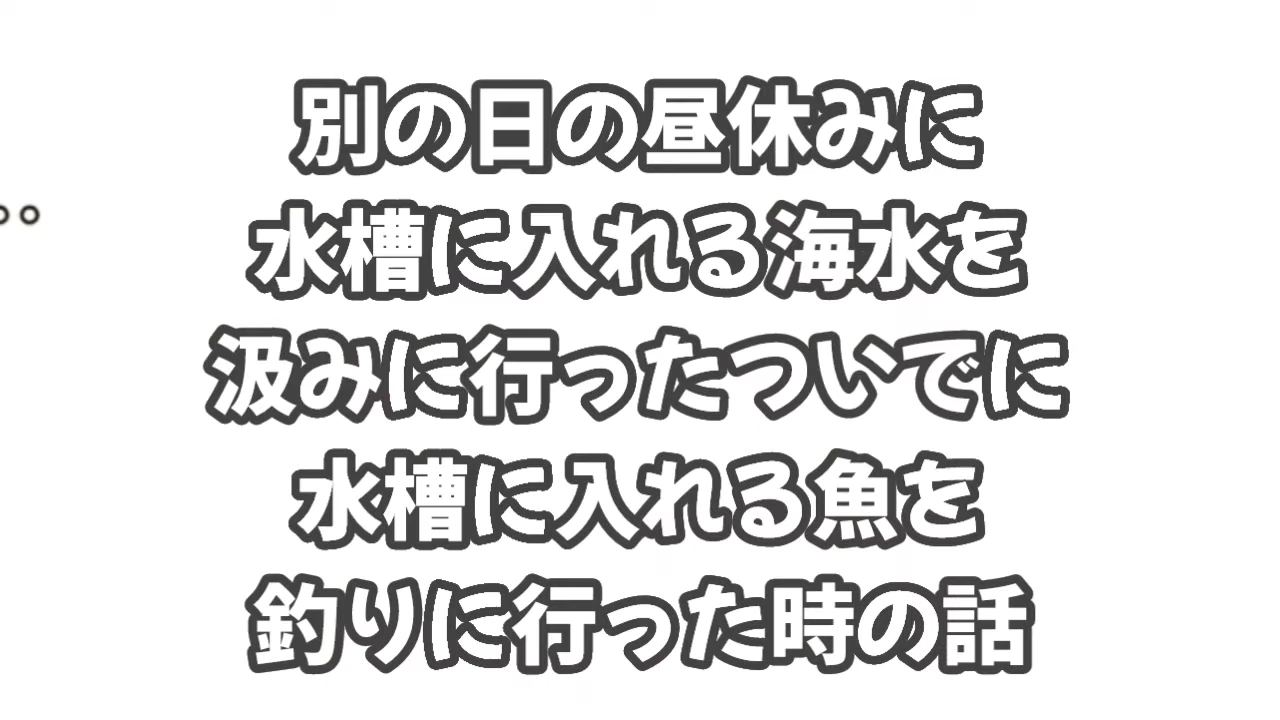 別の日の昼休みに
水槽に入れる海水を
汲みに行ったついでに
水槽に入れる魚を
釣りに行った時の話